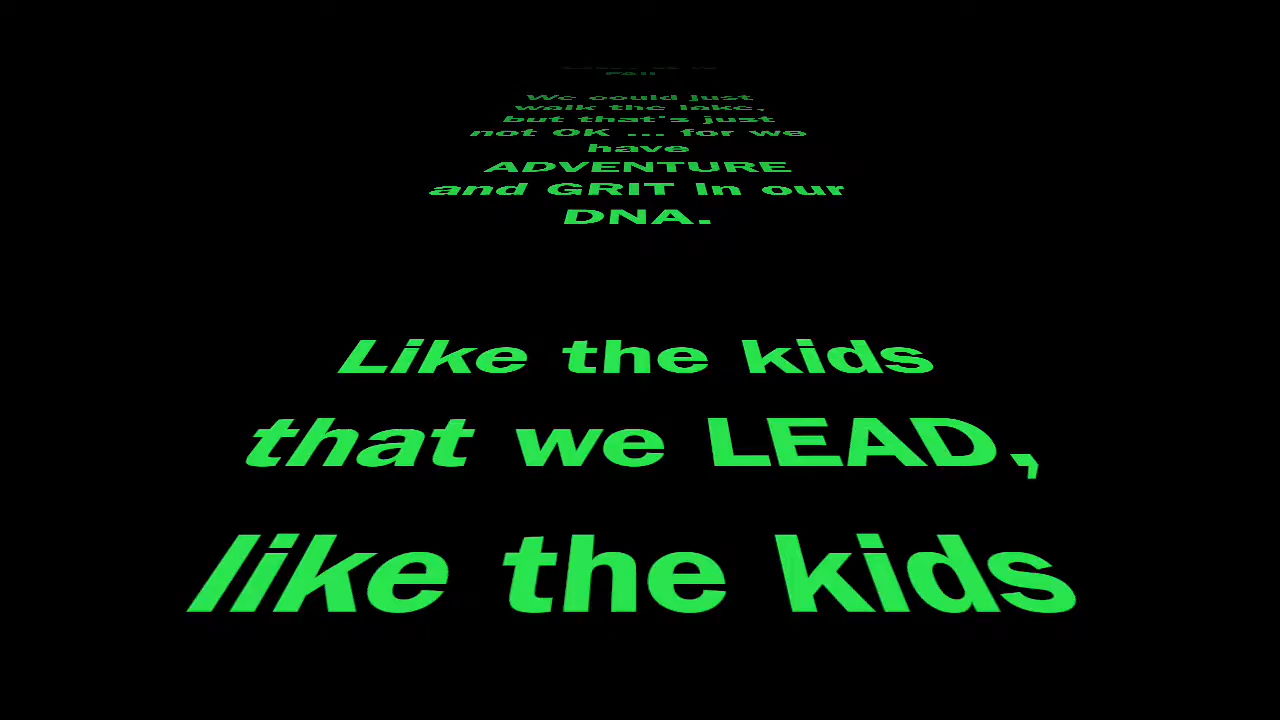 Fall
We could just
walk the lake,
but that's just
not OK ... for we
have
ADVENTURE
and GRIT in our
DNA.
Like the kids
that we LEAD,
like the kids